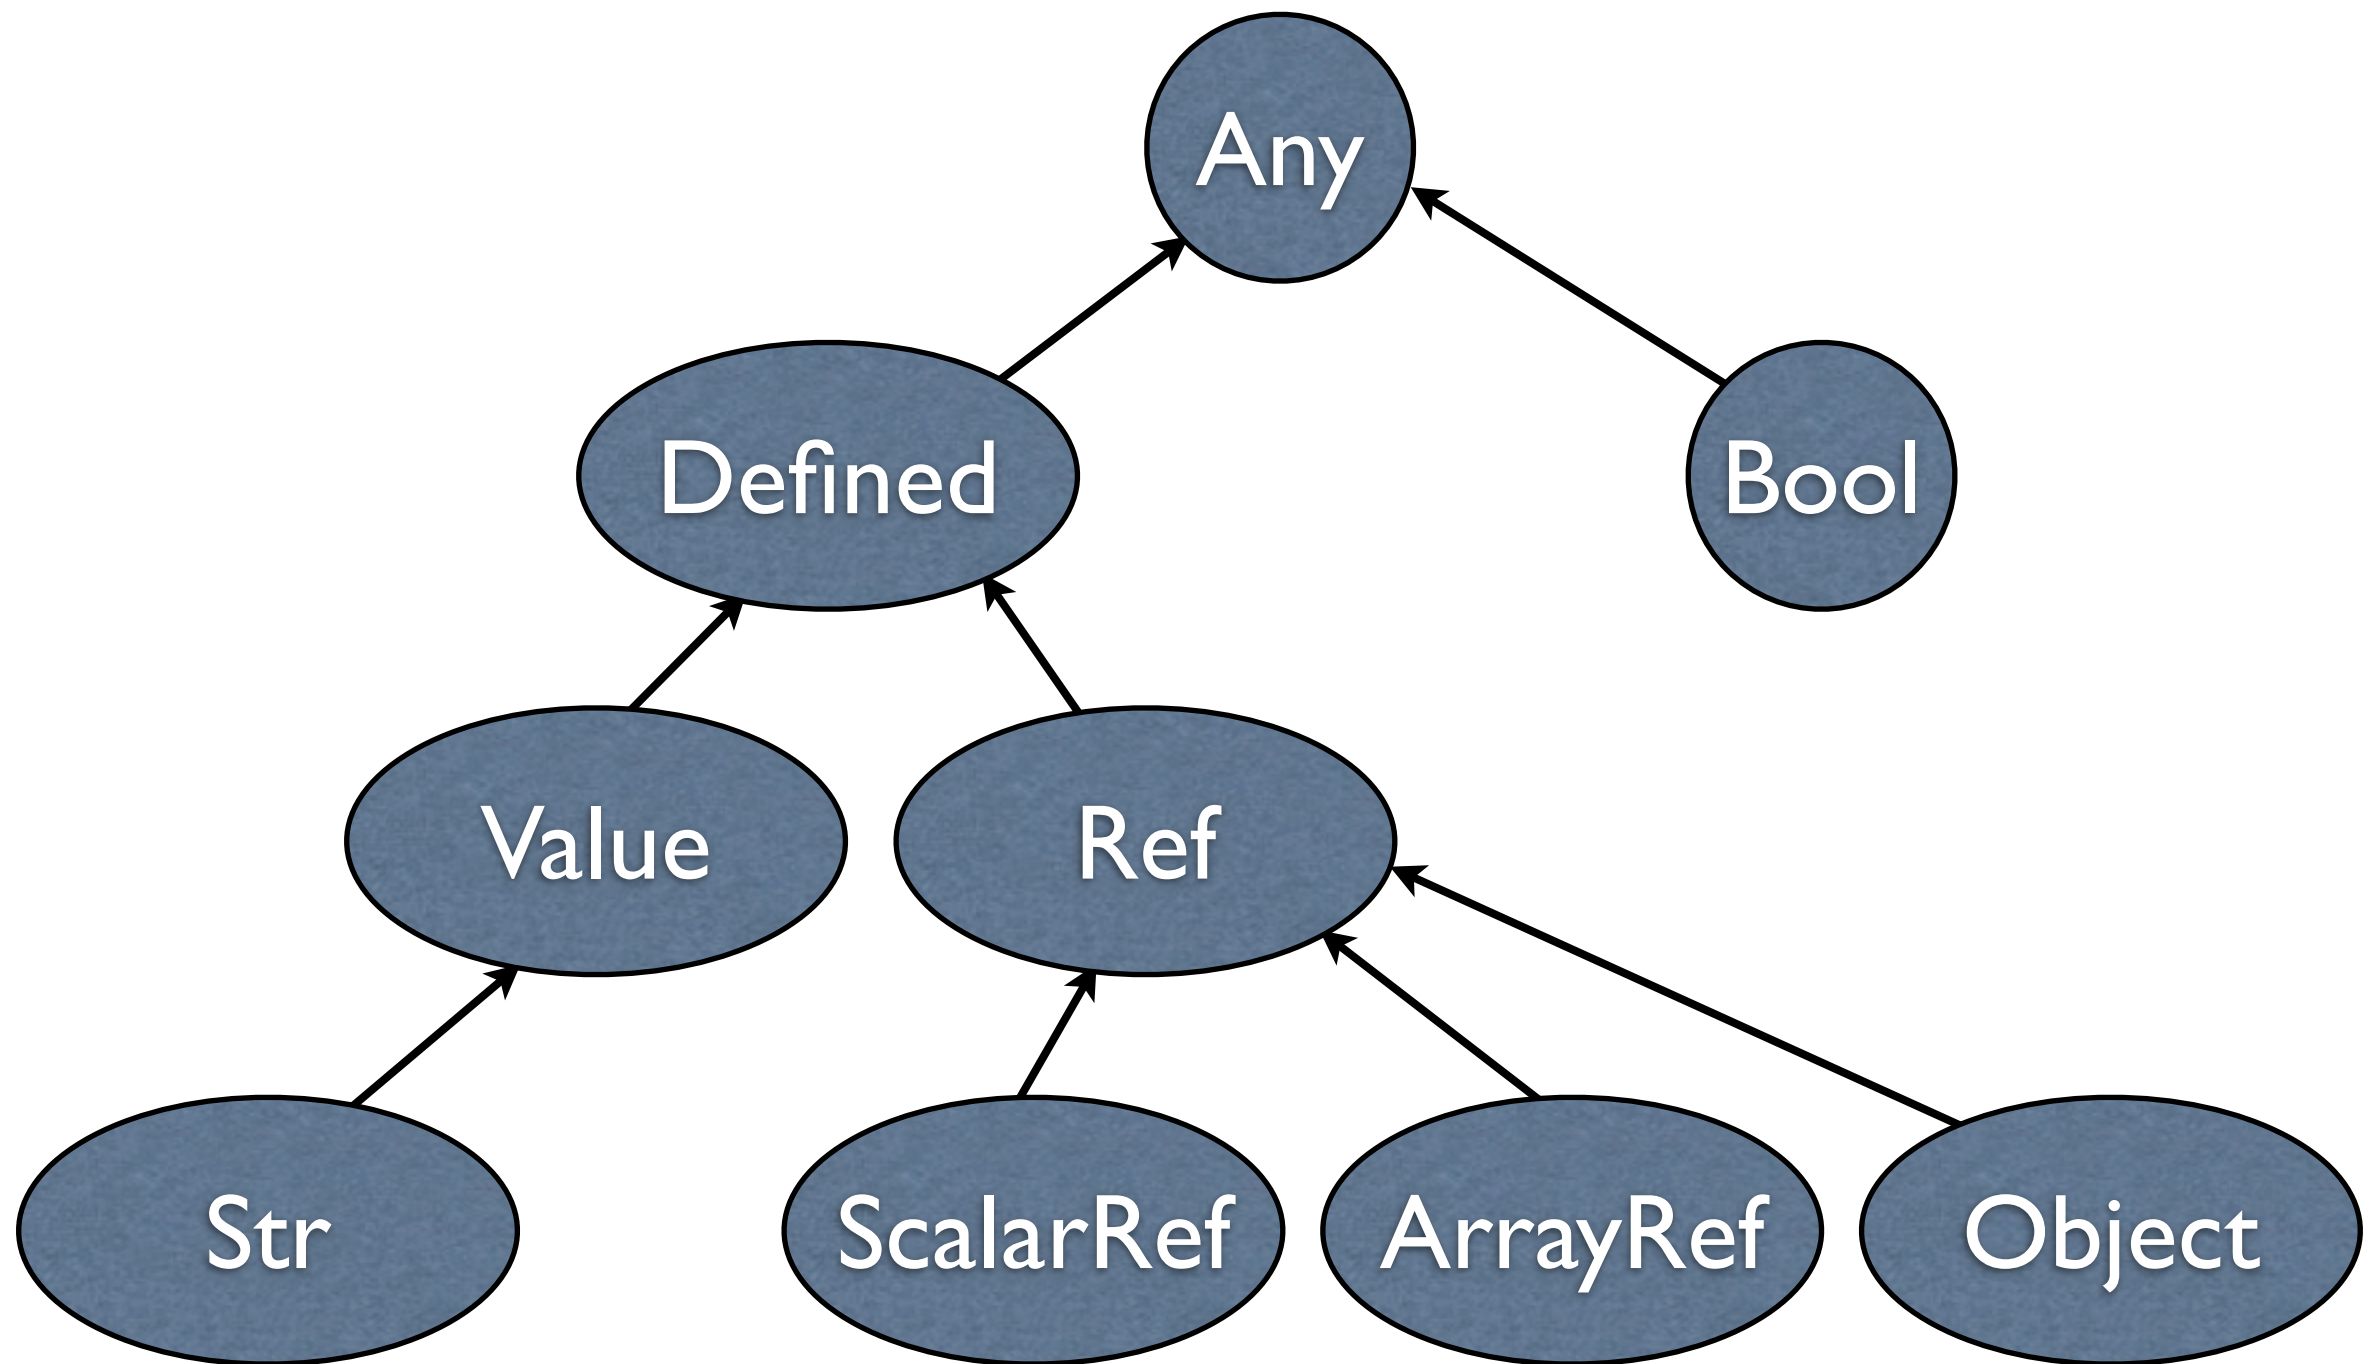 Any
Defined
Bool
Value
Ref
Str
ScalarRef
ArrayRef
Object